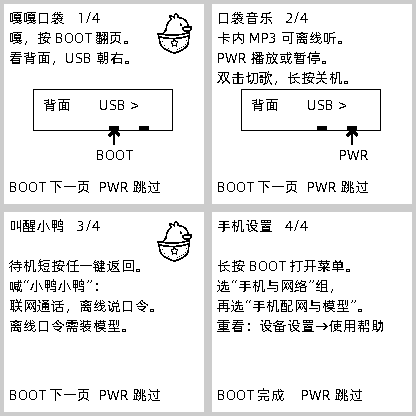 嘎嘎口袋 1/4
嘎，按 BOOT 翻页。
看背面，USB 朝右。
背面 USB >
BOOT
BOOT 下一页 PWR 跳过
口袋音乐 2/4
卡内 MP3 可离线听。
PWR 播放或暂停。
双击切歌，长按关机。
背面 USB >
PWR
BOOT 下一页 PWR 跳过
叫醒小鸭 3/4
待机短按任一键返回。
喊“小鸭小鸭”：
联网通话，离线说口令。
离线口令需装模型。
BOOT 下一页 PWR 跳过
手机设置 4/4
长按 BOOT 打开菜单。
选“手机与网络”组，
再选“手机配网与模型”。
重看：设备设置→使用帮助
BOOT 完成 PWR 跳过